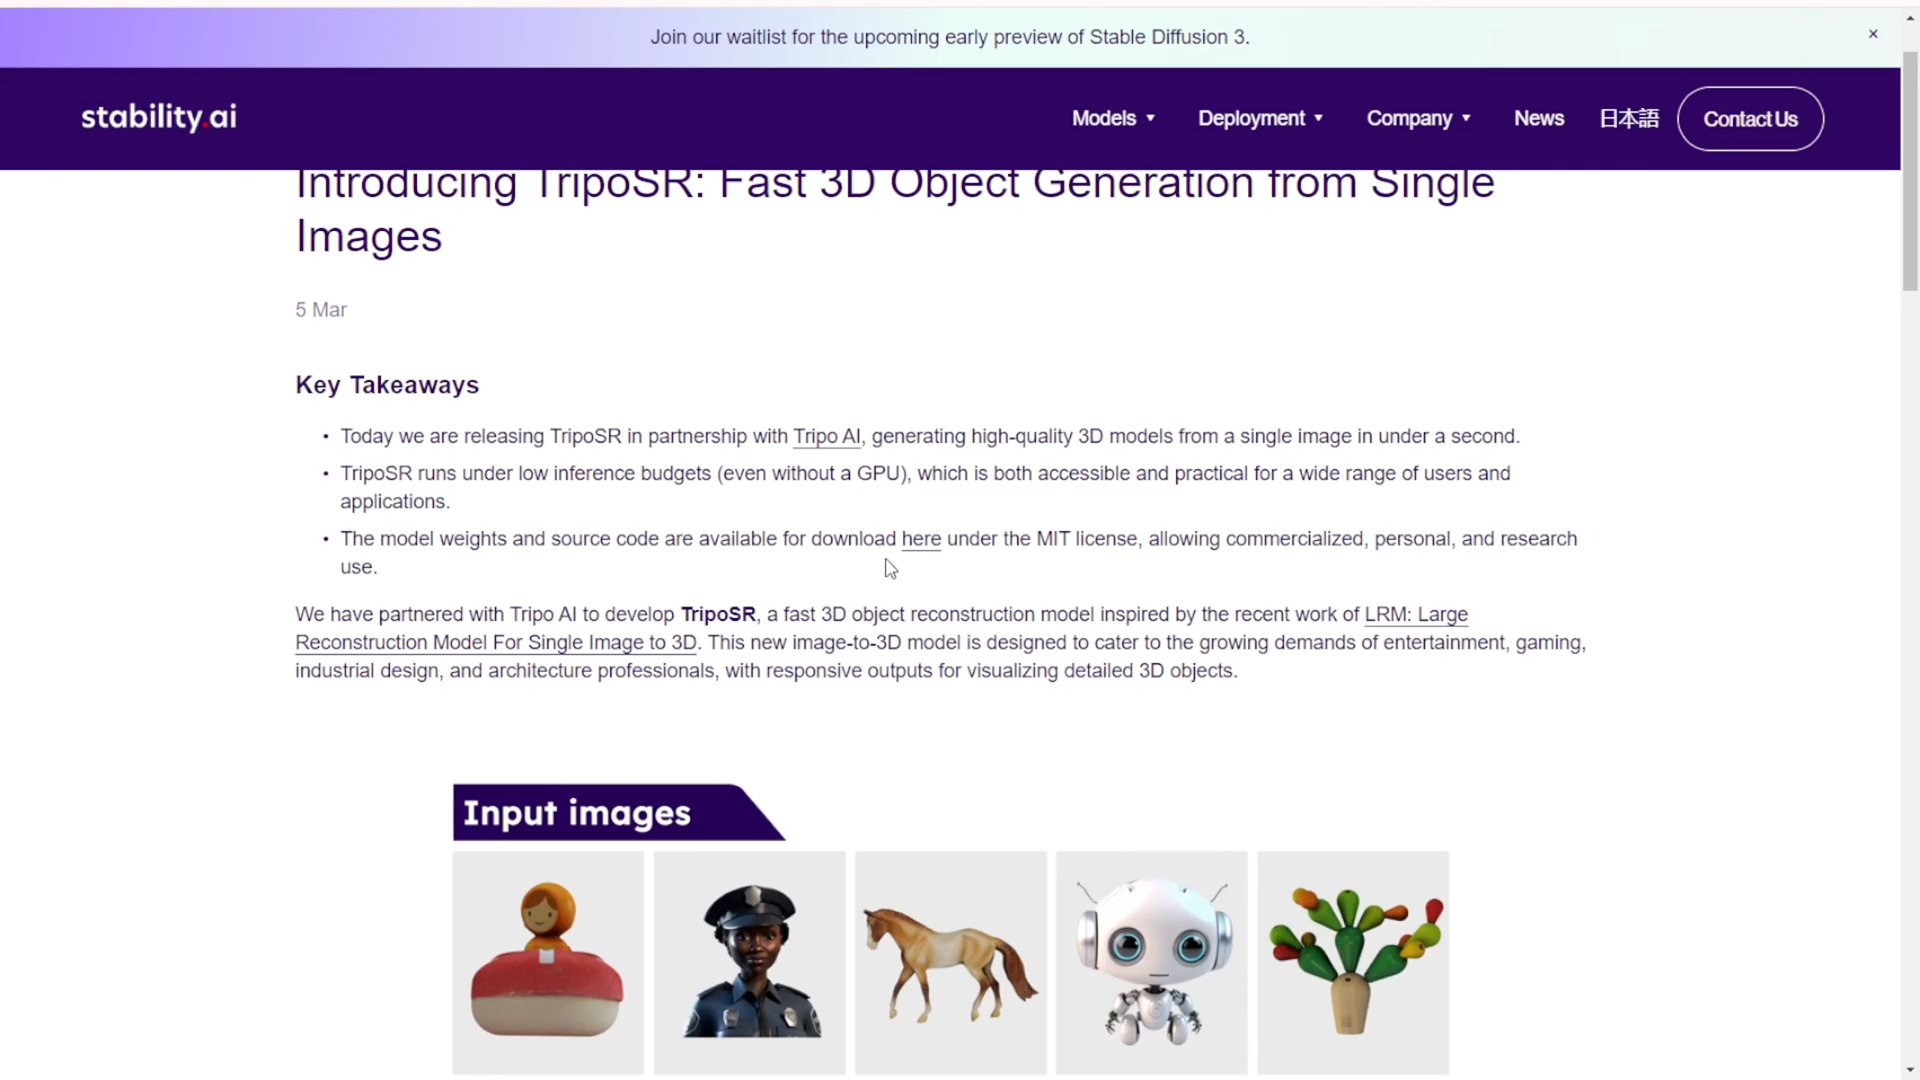 Join our waitlist for the upcoming early preview of Stable Diffusion 3.
×
stability.ai
Models
Deployment
Company
News
日本語
Contact Us
Introducing TripoSR: Fast 3D Object Generation from Single
Images
5 Mar
Key Takeaways
• Today we are releasing TripoSR in partnership with Tripo AI, generating high-quality 3D models from a single image in under a second.
• TripoSR runs under low inference budgets (even without a GPU), which is both accessible and practical for a wide range of users and
applications.
• The model weights and source code are available for download here under the MIT license, allowing commercialized, personal, and research
use.
We have partnered with Tripo AI to develop TripoSR, a fast 3D object reconstruction model inspired by the recent work of LRM: Large
Reconstruction Model For Single Image to 3D. This new image-to-3D model is designed to cater to the growing demands of entertainment, gaming,
industrial design, and architecture professionals, with responsive outputs for visualizing detailed 3D objects.
Input images